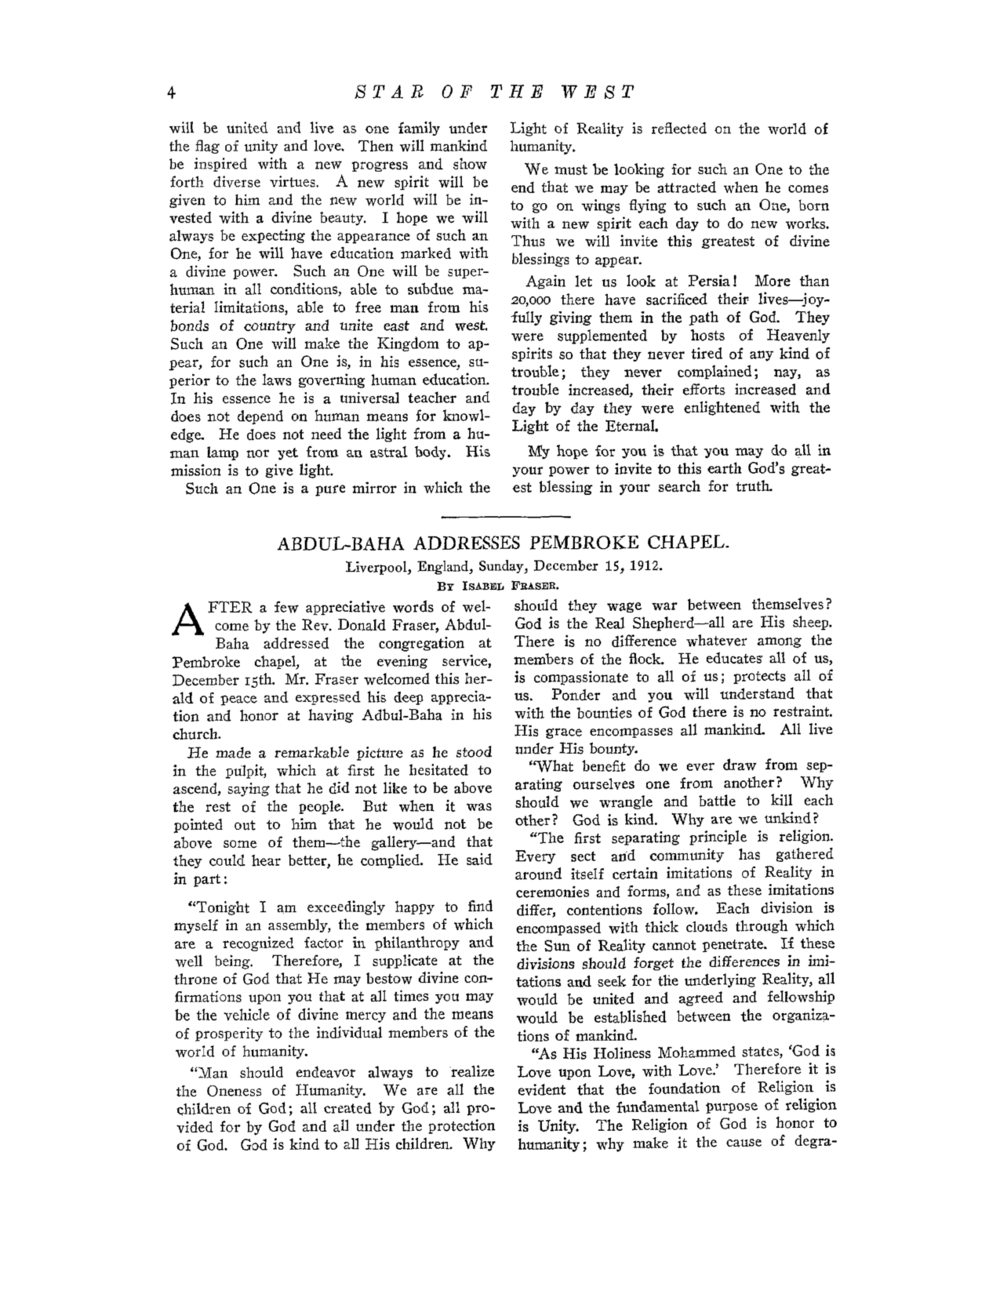 4
STAR OF THE WEST
will be united and live as one family under
the flag of unity and love. Then will mankind
be inspired with a new progress and show
forth diverse virtues. A new spirit will be
given to him and the new world will be in-
vested with a divine beauty. I hope we will
always be expecting the appearance of such an
One, for he will have education marked with
a divine power. Such an One will be super-
human in all conditions, able to subdue ma-
terial limitations, able to free man from his
bonds of country and unite east and west.
Such an One will make the Kingdom to ap-
pear, for such an One is, in his essence, su-
perior to the laws governing human education.
In his essence he is a universal teacher and
does not depend on human means for knowl-
edge. He does not need the light from a hu-
man lamp nor yet from an astral body. His
mission is to give light.
Such an One is a pure mirror in which the
Light of Reality is reflected on the world of
humanity.
We must be looking for such an One to the
end that we may be attracted when he comes
to go on wings flying to such an One, born
with a new spirit each day to do new works.
Thus we will invite this greatest of divine
blessings to appear.
Again let us look at Persia! More than
20,000 there have sacrificed their lives—joy-
fully giving them in the path of God. They
were supplemented by hosts of Heavenly
spirits so that they never tired of any kind of
trouble; they never complained; nay, as
trouble increased, their efforts increased and
day by day they were enlightened with the
Light of the Eternal.
My hope for you is that you may do all in
your power to invite to this earth God's great-
est blessing in your search for truth.
ABDUL-BAHA ADDRESSES PEMBROKE CHAPEL.
Liverpool, England, Sunday, December 15, 1912.
BY ISABEL FRASER.
AFTER a few appreciative words of wel-
come by the Rev. Donald Fraser, Abdul-
Baha addressed the congregation at
Pembroke chapel, at the evening service,
December 15th. Mr. Fraser welcomed this her-
ald of peace and expressed his deep apprecia-
tion and honor at having Adbul-Baha in his
church.
He made a remarkable picture as he stood
in the pulpit, which at first he hesitated to
ascend, saying that he did not like to be above
the rest of the people. But when it was
pointed out to him that he would not be
above some of them—the gallery—and that
they could hear better, he complied. He said
in part:
"Tonight I am exceedingly happy to find
myself in an assembly, the members of which
are a recognized factor in philanthropy and
well being. Therefore, I supplicate at the
throne of God that He may bestow divine con-
firmations upon you that at all times you may
be the vehicle of divine mercy and the means
of prosperity to the individual members of the
world of humanity.
"Man should endeavor always to realize
the Oneness of Humanity. We are all the
children of God; all created by God; all pro-
vided for by God and all under the protection
of God. God is kind to all His children. Why
should they wage war between themselves?
God is the Real Shepherd—all are His sheep.
There is no difference whatever among the
members of the flock. He educates all of us,
is compassionate to all of us; protects all of
us. Ponder and you will understand that
with the bounties of God there is no restraint.
His grace encompasses all mankind. All live
under His bounty.
"What benefit do we ever draw from sep-
arating ourselves one from another? Why
should we wrangle and battle to kill each
other? God is kind. Why are we unkind?
"The first separating principle is religion.
Every sect and community has gathered
around itself certain imitations of Reality in
ceremonies and forms, and as these imitations
differ, contentions follow. Each division is
encompassed with thick clouds through which
the Sun of Reality cannot penetrate. If these
divisions should forget the differences in imi-
tations and seek for the underlying Reality, all
would be united and agreed and fellowship
would be established between the organiza-
tions of mankind.
"As His Holiness Mohammed states, 'God is
Love upon Love, with Love.' Therefore it is
evident that the foundation of Religion is
Love and the fundamental purpose of religion
is Unity. The Religion of God is honor to
humanity; why make it the cause of degra-